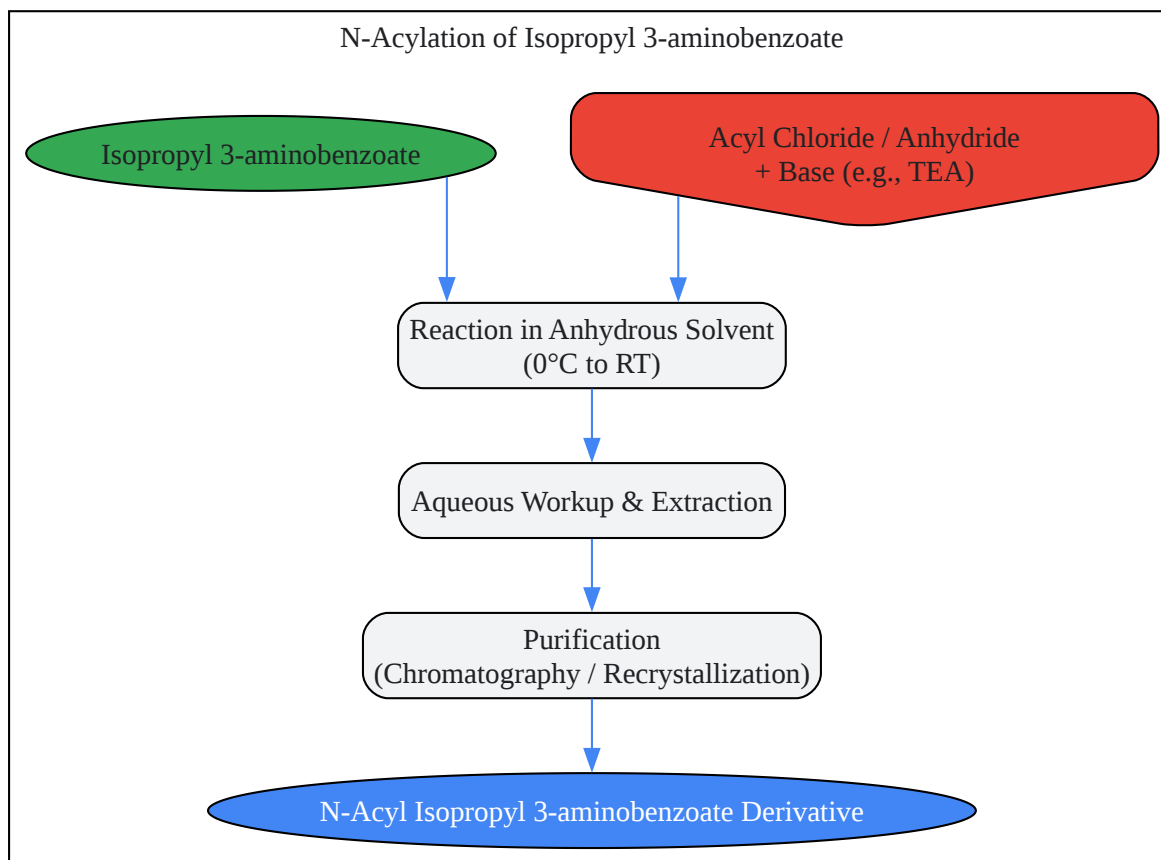 N-Acylation of Isopropyl 3-aminobenzoate
Isopropyl 3-aminobenzoate
Acyl Chloride / Anhydride
+ Base (e.g., TEA)
Reaction in Anhydrous Solvent
(0°C to RT)
Aqueous Workup & Extraction
Purification
(Chromatography / Recrystallization)
N-Acyl Isopropyl 3-aminobenzoate Derivative